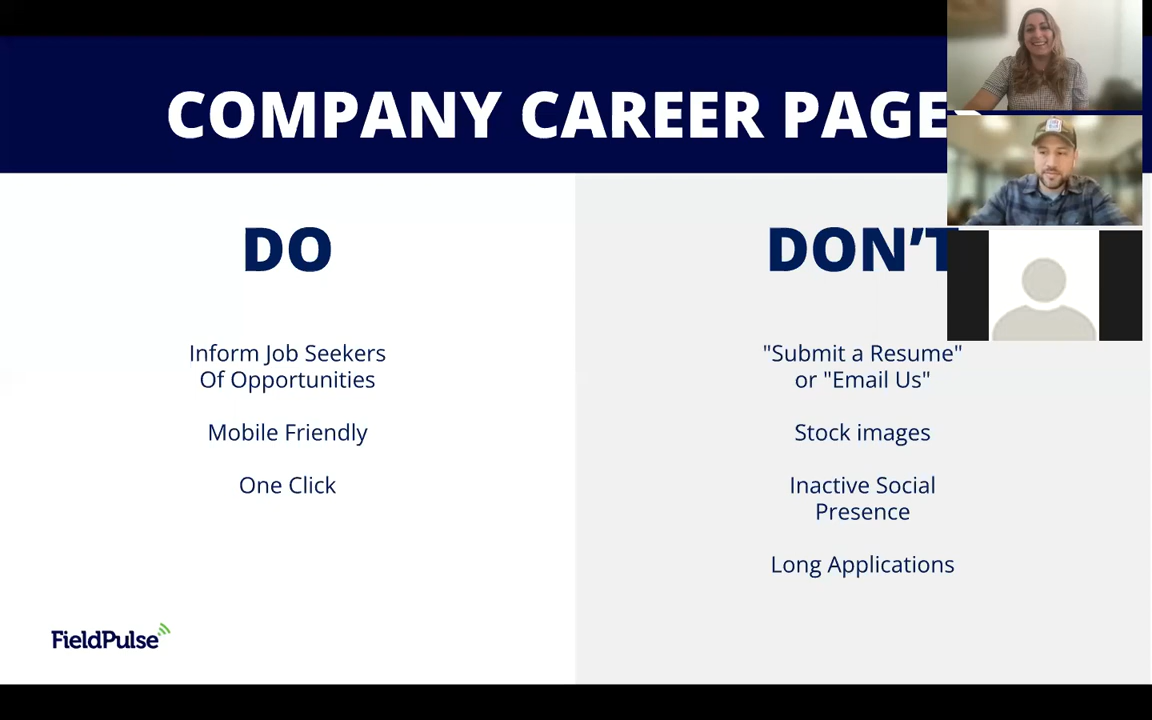 COMPANY CAREER PAGE
DO
DON'T
Inform Job Seekers
Of Opportunities
Mobile Friendly
One Click
"Submit a Resume"
or "Email Us"
Stock images
Inactive Social
Presence
Long Applications
FieldPulse